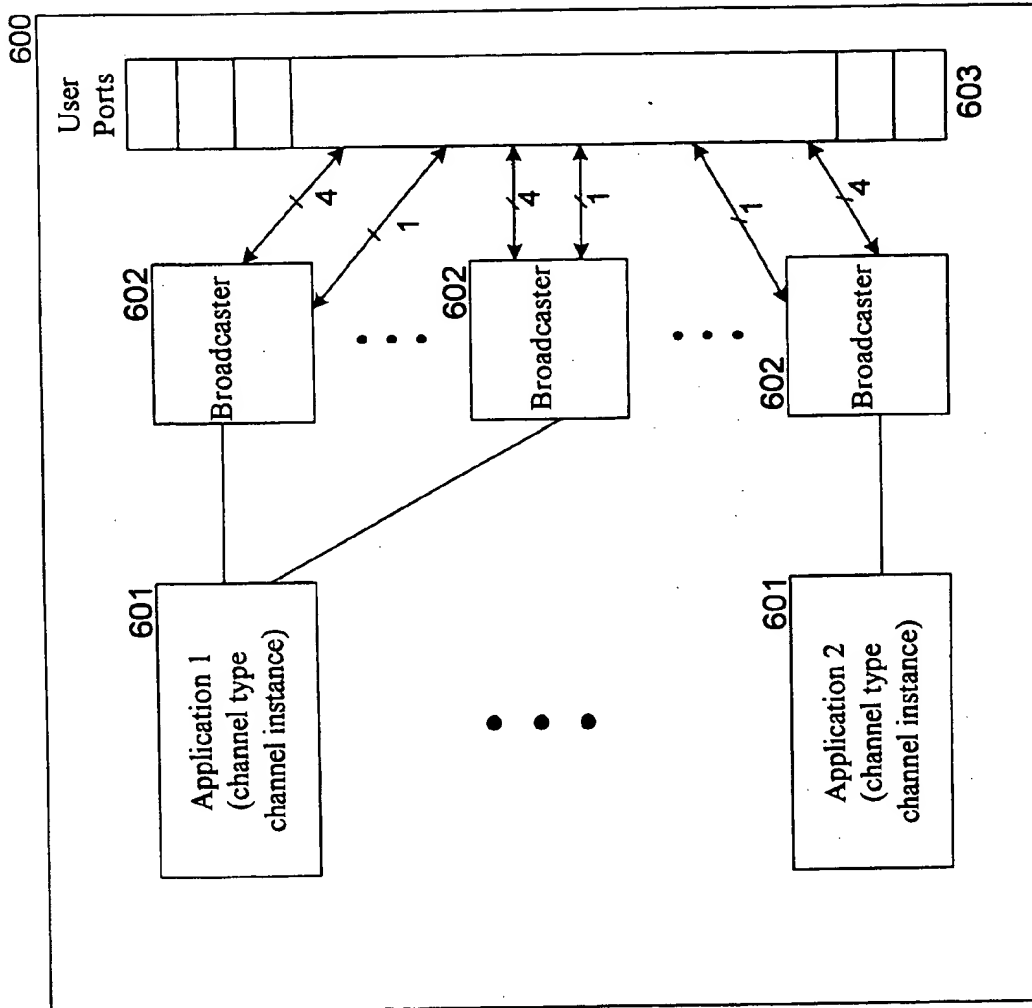 600
User
Ports
603
4
1
4
1
1
4
602
Broadcaster
602
Broadcaster
602
Broadcaster
601
Application 1
(channel type
channel instance)
601
Application 2
(channel type
channel instance)